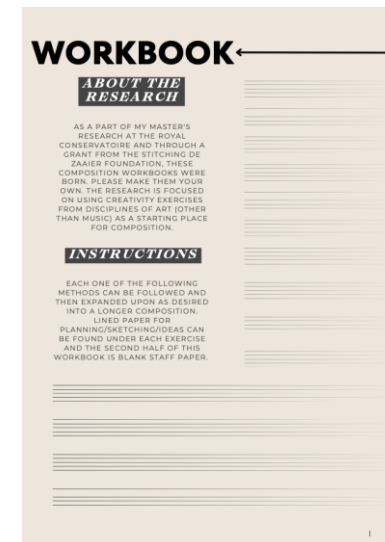 WORKBOOK
ABOUT THE
RESEARCH
AS A PART OF MY MASTER'S
RESEARCH AT THE ROYAL
CONSERVATOIRE AND THROUGH A
GRANT FROM THE STITCHING DE
ZAAIER FOUNDATION, THESE
COMPOSITION WORKBOOKS WERE
BORN. PLEASE MAKE THEM YOUR
OWN. THE RESEARCH IS FOCUSED
ON USING CREATIVITY EXERCISES
FROM DISCIPLINES OF ART (OTHER
THAN MUSIC) AS A STARTING PLACE
FOR COMPOSITION.
INSTRUCTIONS
EACH ONE OF THE FOLLOWING
METHODS CAN BE FOLLOWED AND
THEN EXPANDED UPON AS DESIRED
INTO A LONGER COMPOSITION.
LINED PAPER FOR
PLANNING/SKETCHING/IDEAS CAN
BE FOUND UNDER EACH EXERCISE
AND THE SECOND HALF OF THIS
WORKBOOK IS BLANK STAFF PAPER.
1